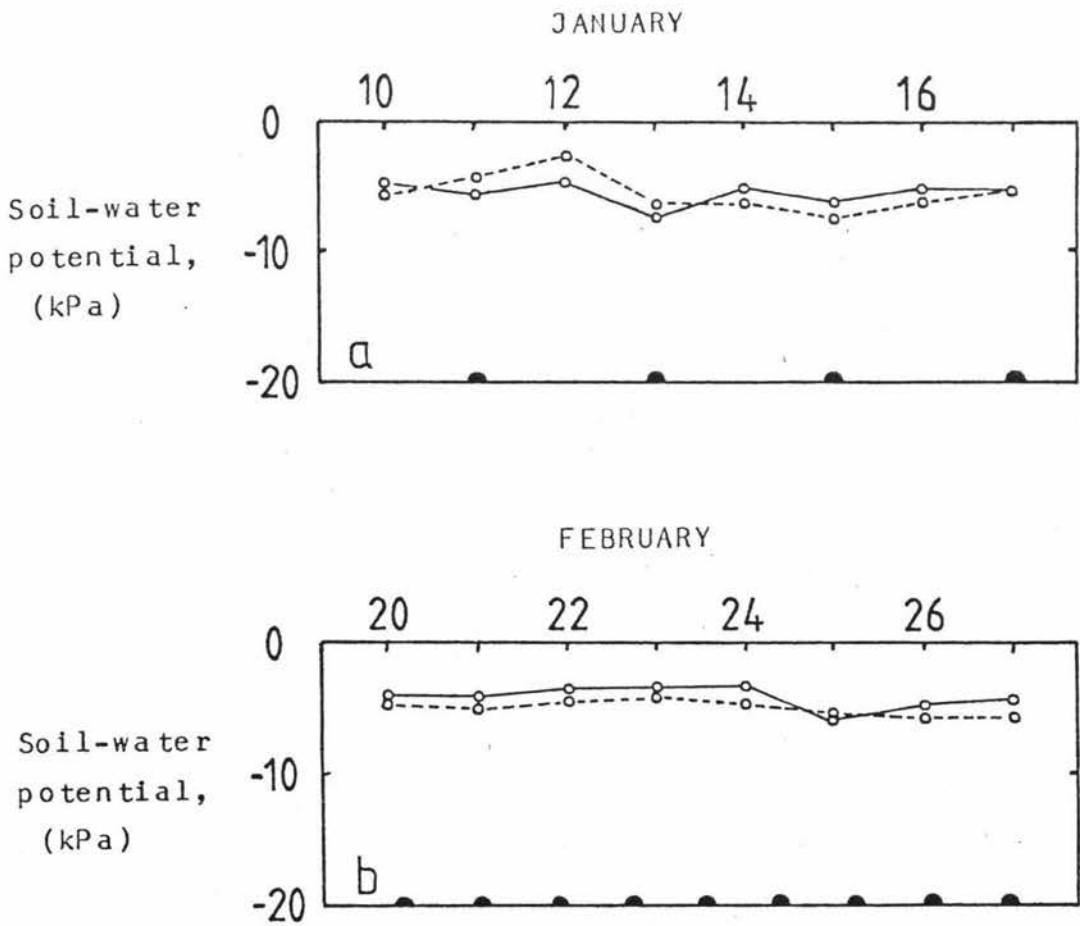 JANUARY
10 12 14 16
0
Soil-water
potential,
-10
(kPa)
a
-20
FEBRUARY
20 22 24 26
0
Soil-water
-10
potential,
(kPa)
b
-20